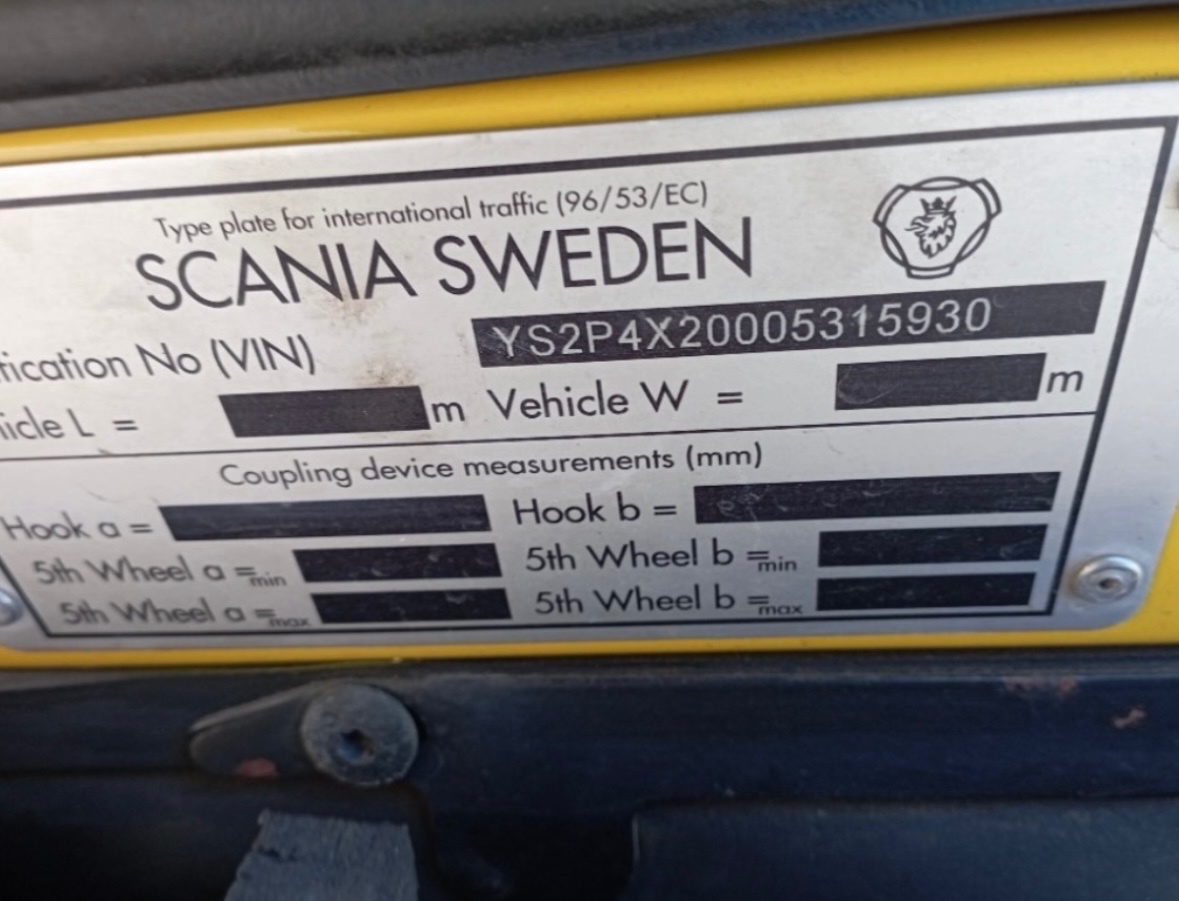 Type plate for international traffic (96/53/EC)
SCANIA SWEDEN
tification No (VIN) YS2P4X20005315930
icle L = m Vehicle W = m
Coupling device measurements (mm)
Hook a = Hook b =
5th Wheel a =min 5th Wheel b =min
5th Wheel a =max 5th Wheel b =max